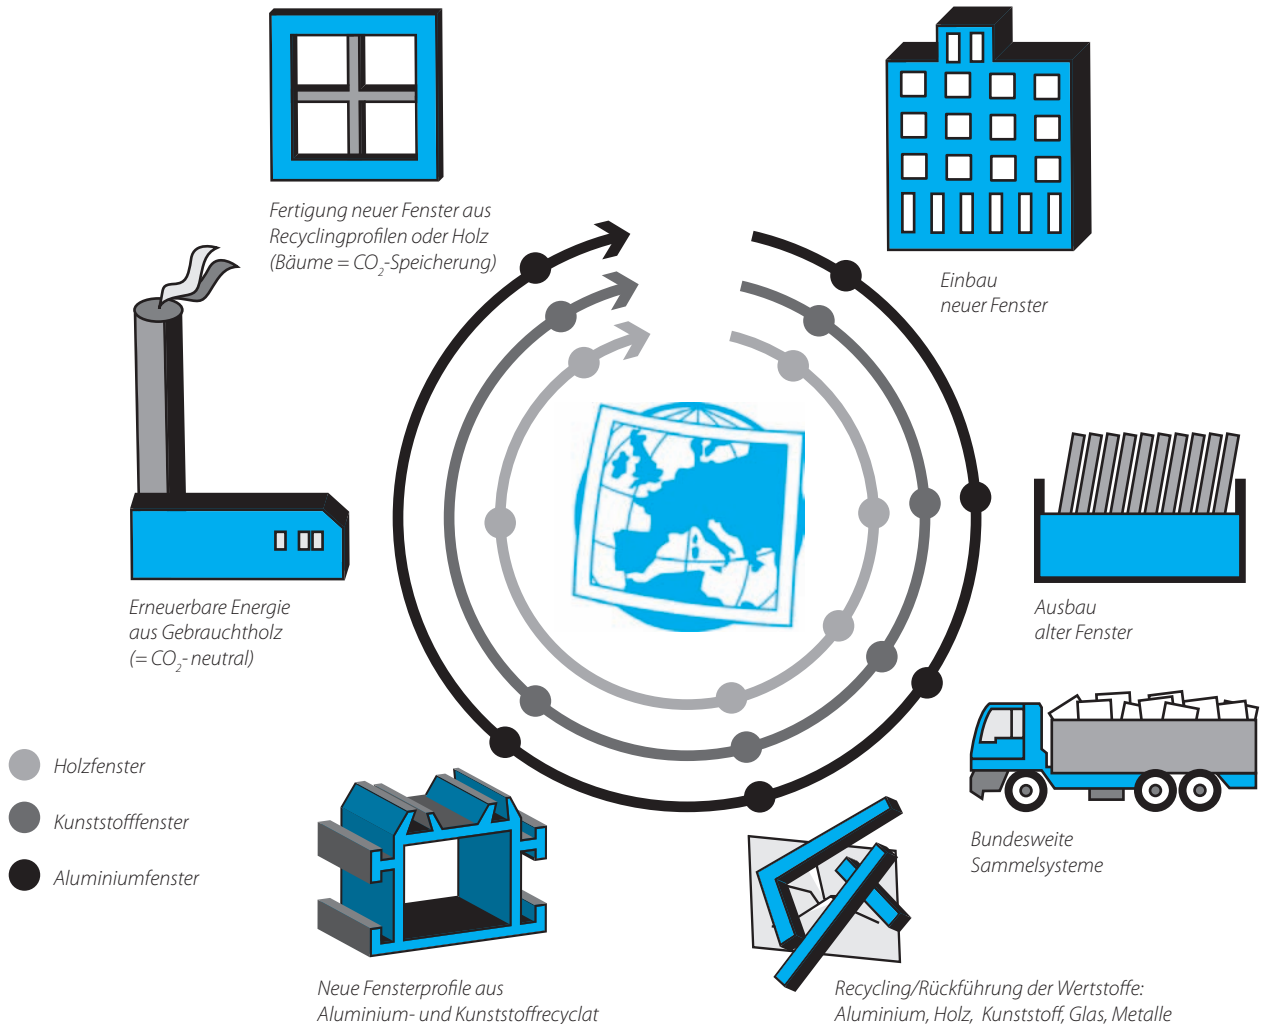 Fertigung neuer Fenster aus
Recyclingprofilen oder Holz
(Bäume = CO2-Speicherung)
Einbau
neuer Fenster
Ausbau
alter Fenster
Erneuerbare Energie
aus Gebrauchtholz
(= CO2- neutral)
Bundesweite
Sammelsysteme
Holzfenster
Kunststofffenster
Aluminiumfenster
Neue Fensterprofile aus
Aluminium- und Kunststoffrecyclat
Recycling/Rückführung der Wertstoffe:
Aluminium, Holz, Kunststoff, Glas, Metalle